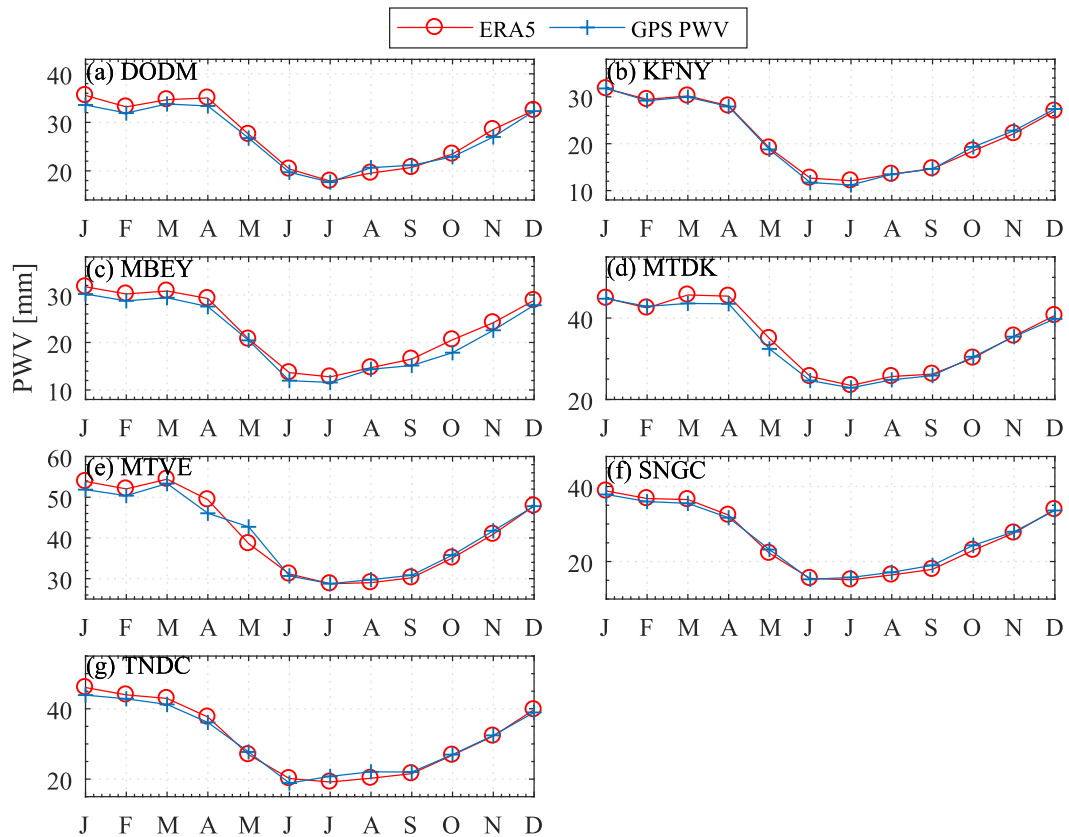 ERA5 GPS PWV
(a) DODM
40
30
20
J F M A M J J A S O N D
(b) KFNY
30
20
10
J F M A M J J A S O N D
PWV [mm]
(c) MBEY
30
20
10
J F M A M J J A S O N D
(d) MTDK
40
20
J F M A M J J A S O N D
(e) MTVE
60
50
40
30
J F M A M J J A S O N D
(f) SNGC
40
20
J F M A M J J A S O N D
(g) TNDC
40
20
J F M A M J J A S O N D